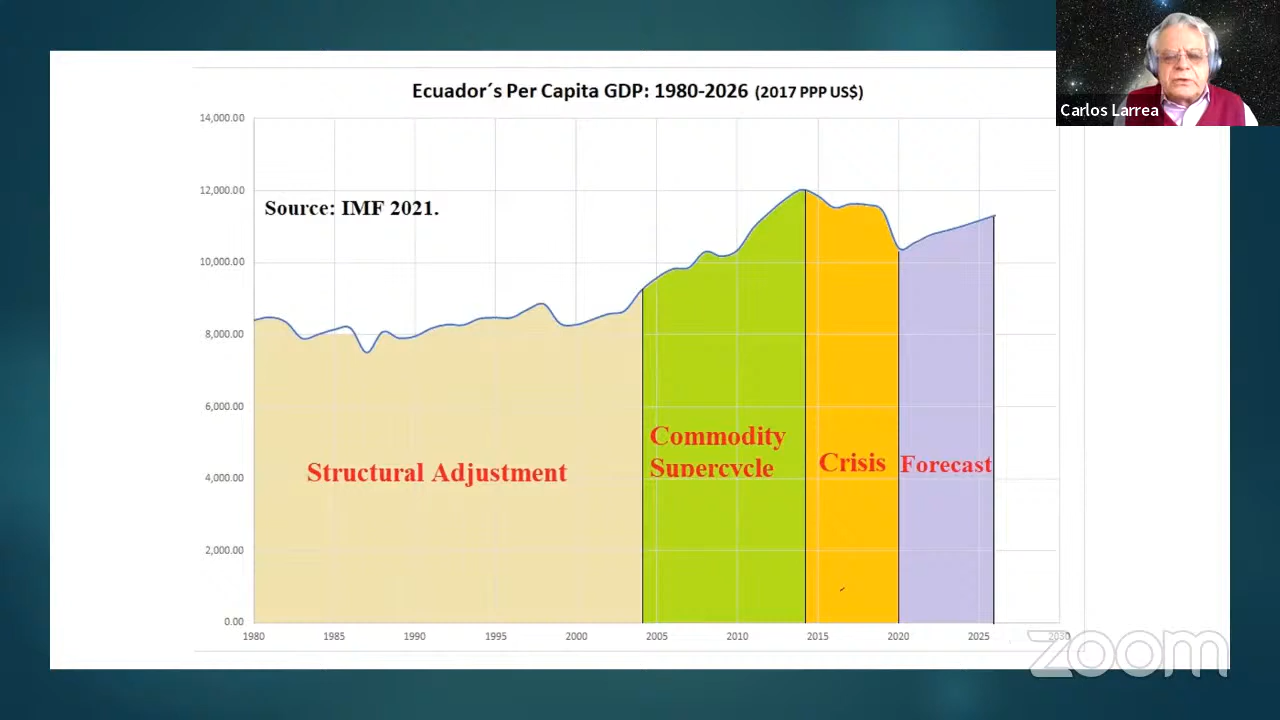 Ecuador´s Per Capita GDP: 1980-2026 (2017 PPP US$)
Carlos Larrea
14,000.00
12,000.00
Source: IMF 2021.
10,000.00
8,000.00
6,000.00
4,000.00
2,000.00
0.00
Structural Adjustment
Commodity
Supercycle
Crisis
Forecast
1980 1985 1990 1995 2000 2005 2010 2015 2020 2025 2030
zoom